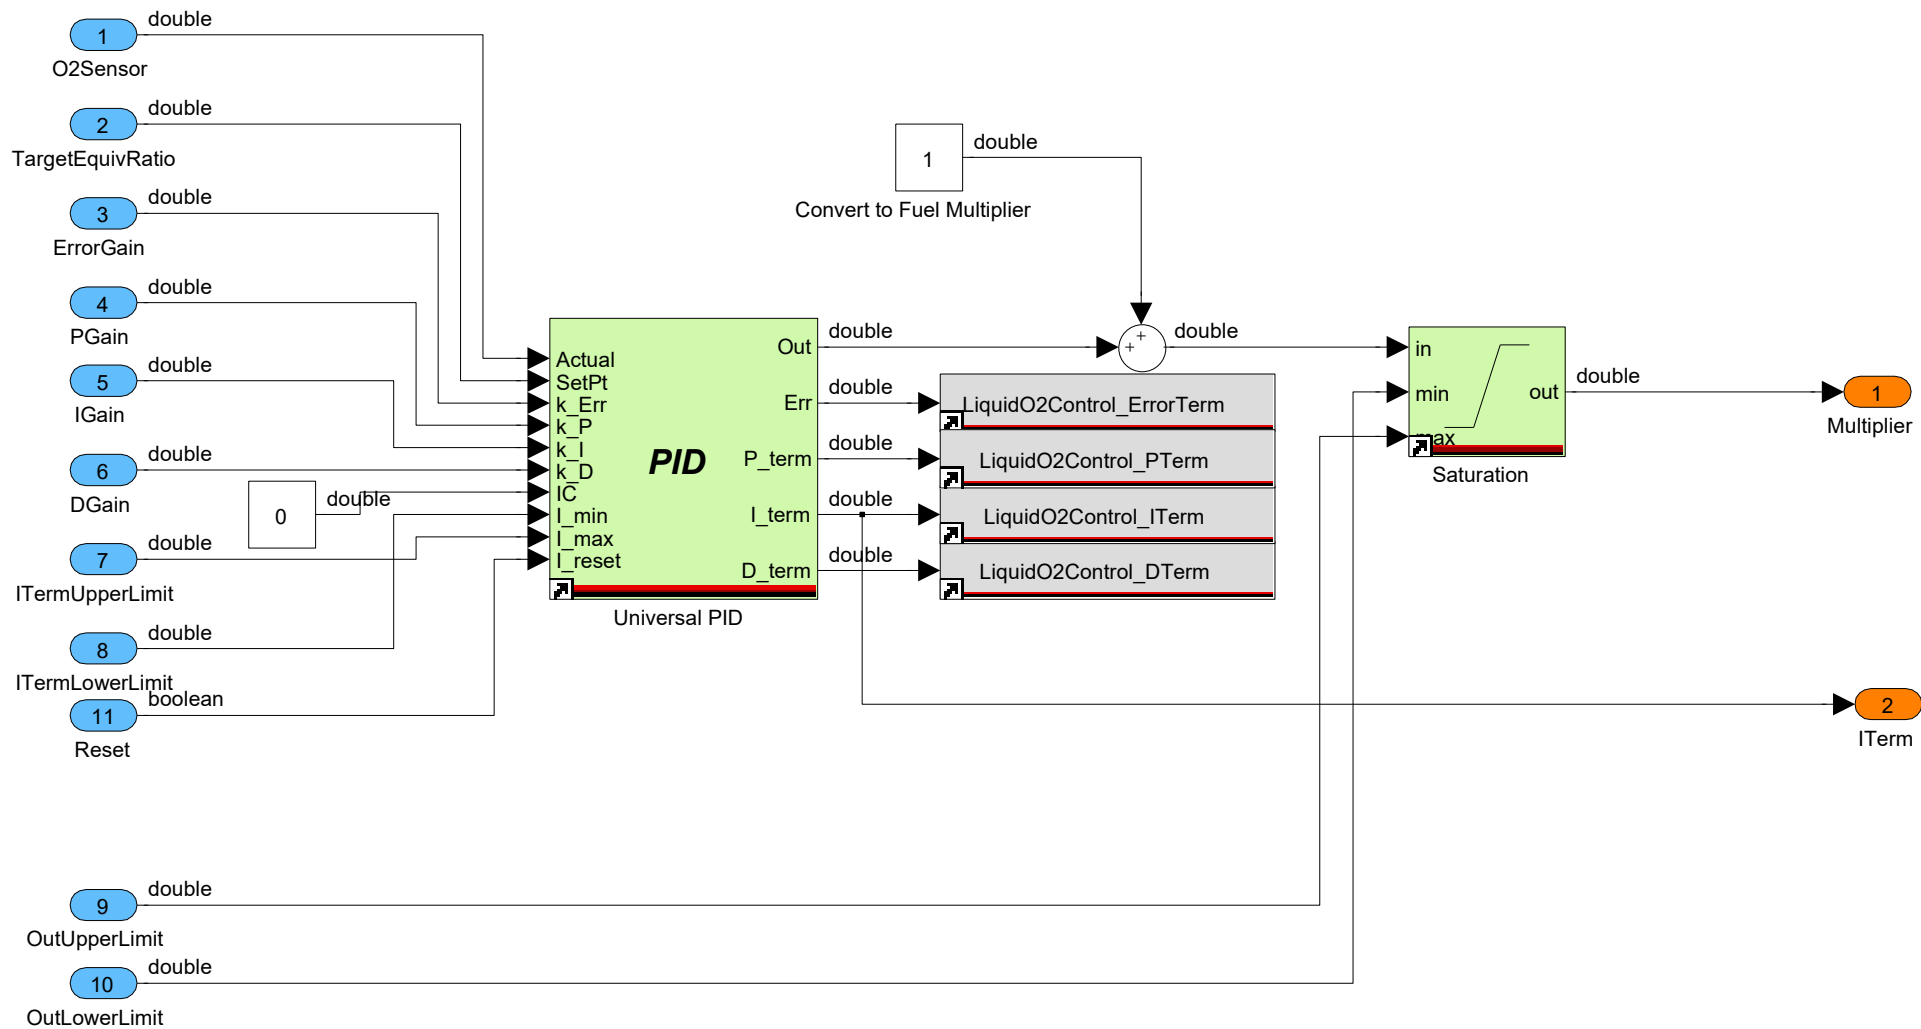 double
1
O2Sensor
double
2
TargetEquivRatio
double
3
ErrorGain
double
4
PGain
double
5
IGain
double
6
DGain
0
double
double
7
ITermUpperLimit
double
8
ITermLowerLimit
boolean
11
Reset
double
9
OutUpperLimit
double
10
OutLowerLimit
Actual
SetPt
k_Err
k_P
k_I
k_D
IC
I_min
I_max
I_reset
PID
Out
Err
P_term
I_term
D_term
Universal PID
double
double
double
double
double
1
double
Convert to Fuel Multiplier
+
+
double
LiquidO2Control_ErrorTerm
LiquidO2Control_PTerm
LiquidO2Control_ITerm
LiquidO2Control_DTerm
in
min
max
out
Saturation
double
1
Multiplier
2
ITerm